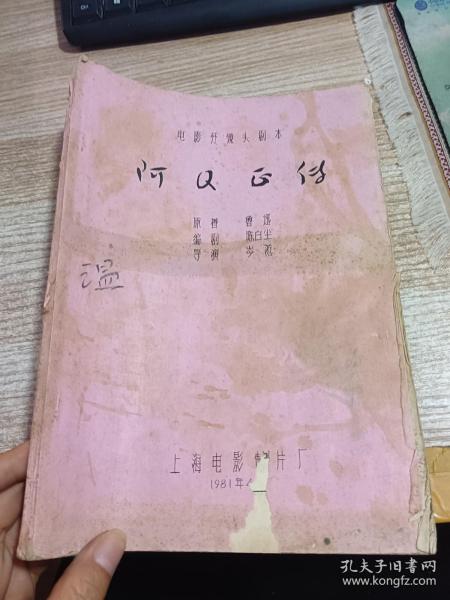 电影分镜头剧本
阿Q正传
原著 鲁迅
编剧 陈白尘
导演 岑范
温
上海电影制片厂
1981年4
孔夫子旧书网
www.kongfz.com